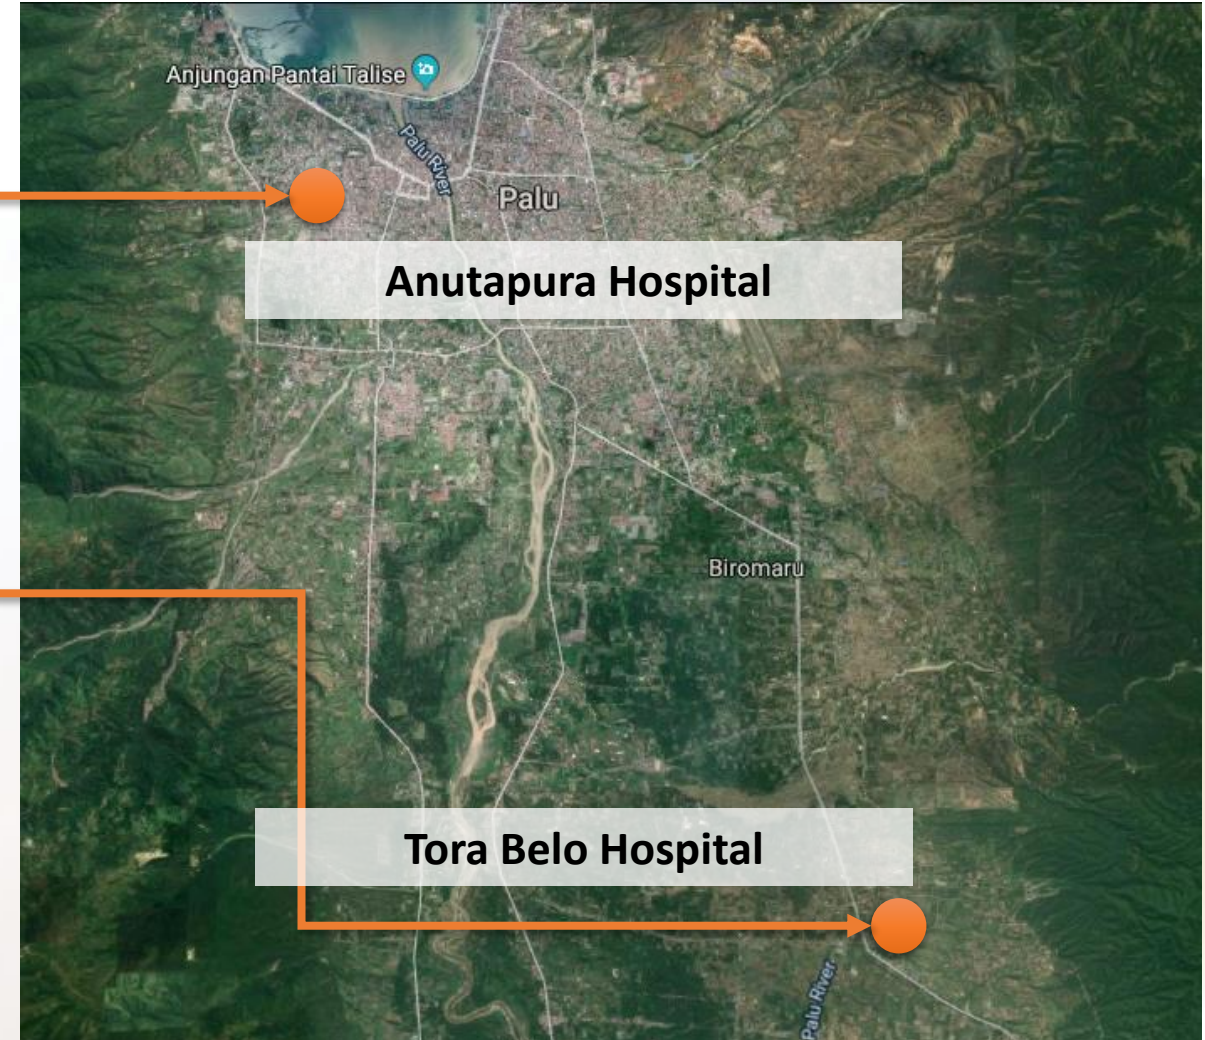 Anjungan Pantai Talise
Palu River
Palu
Anutapura Hospital
Biromaru
Tora Belo Hospital
Palu River